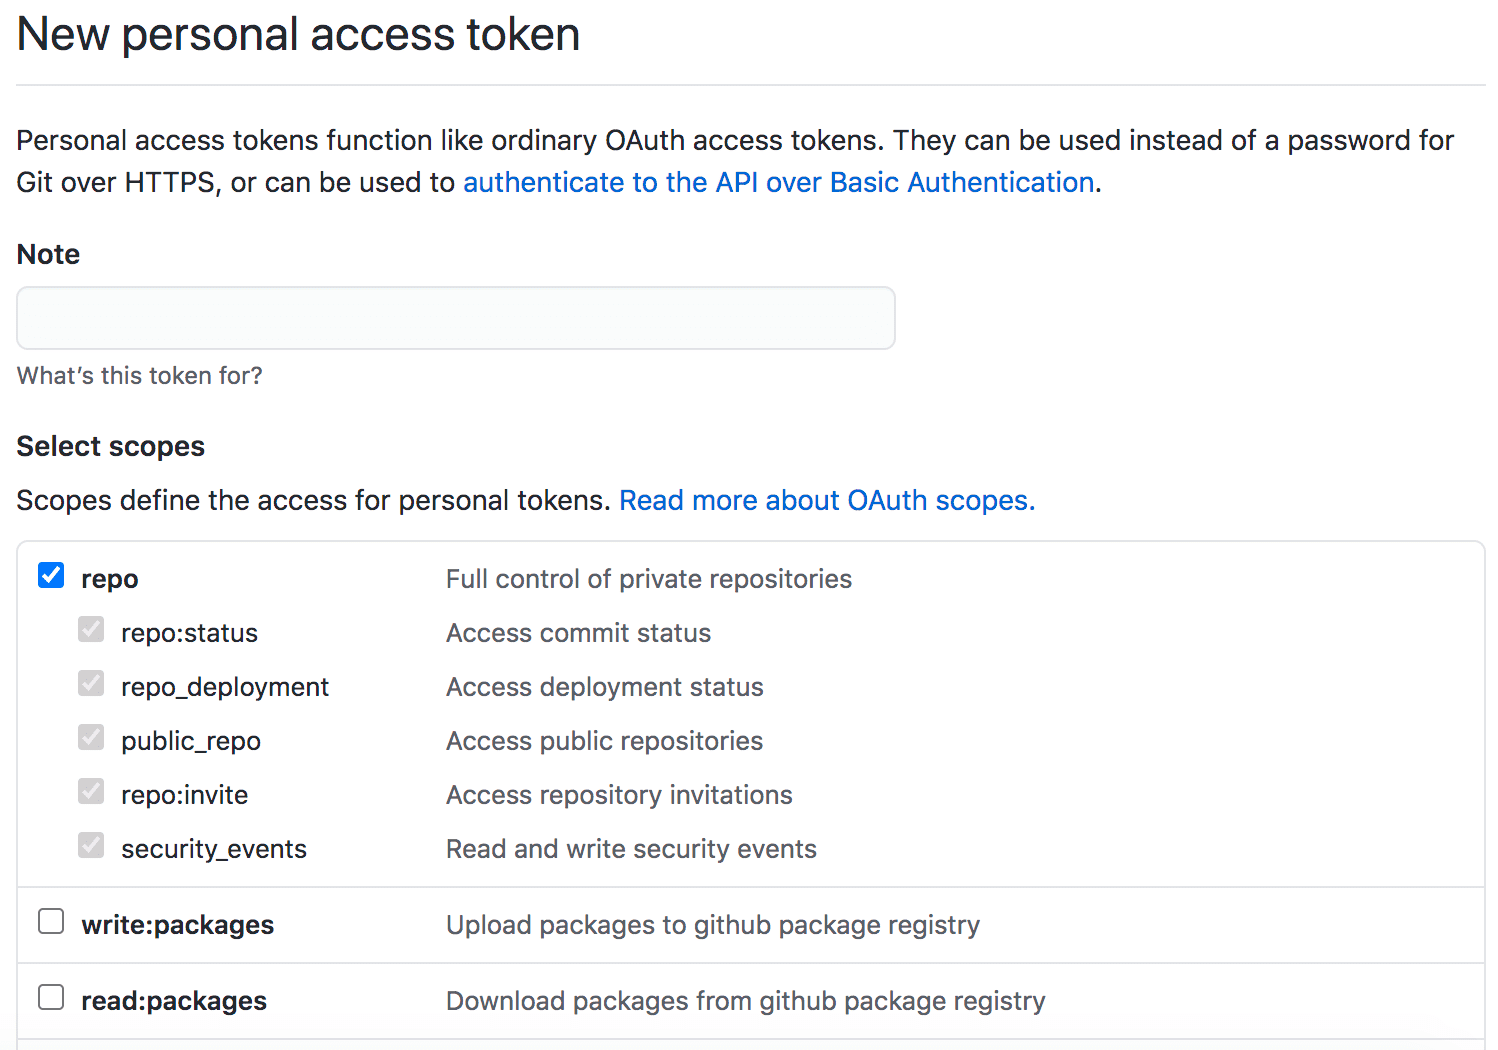 New personal access token
Personal access tokens function like ordinary OAuth access tokens. They can be used instead of a password for
Git over HTTPS, or can be used to authenticate to the API over Basic Authentication.
Note
What’s this token for?
Select scopes
Scopes define the access for personal tokens. Read more about OAuth scopes.
repo Full control of private repositories
repo:status Access commit status
repo_deployment Access deployment status
public_repo Access public repositories
repo:invite Access repository invitations
security_events Read and write security events
write:packages Upload packages to github package registry
read:packages Download packages from github package registry